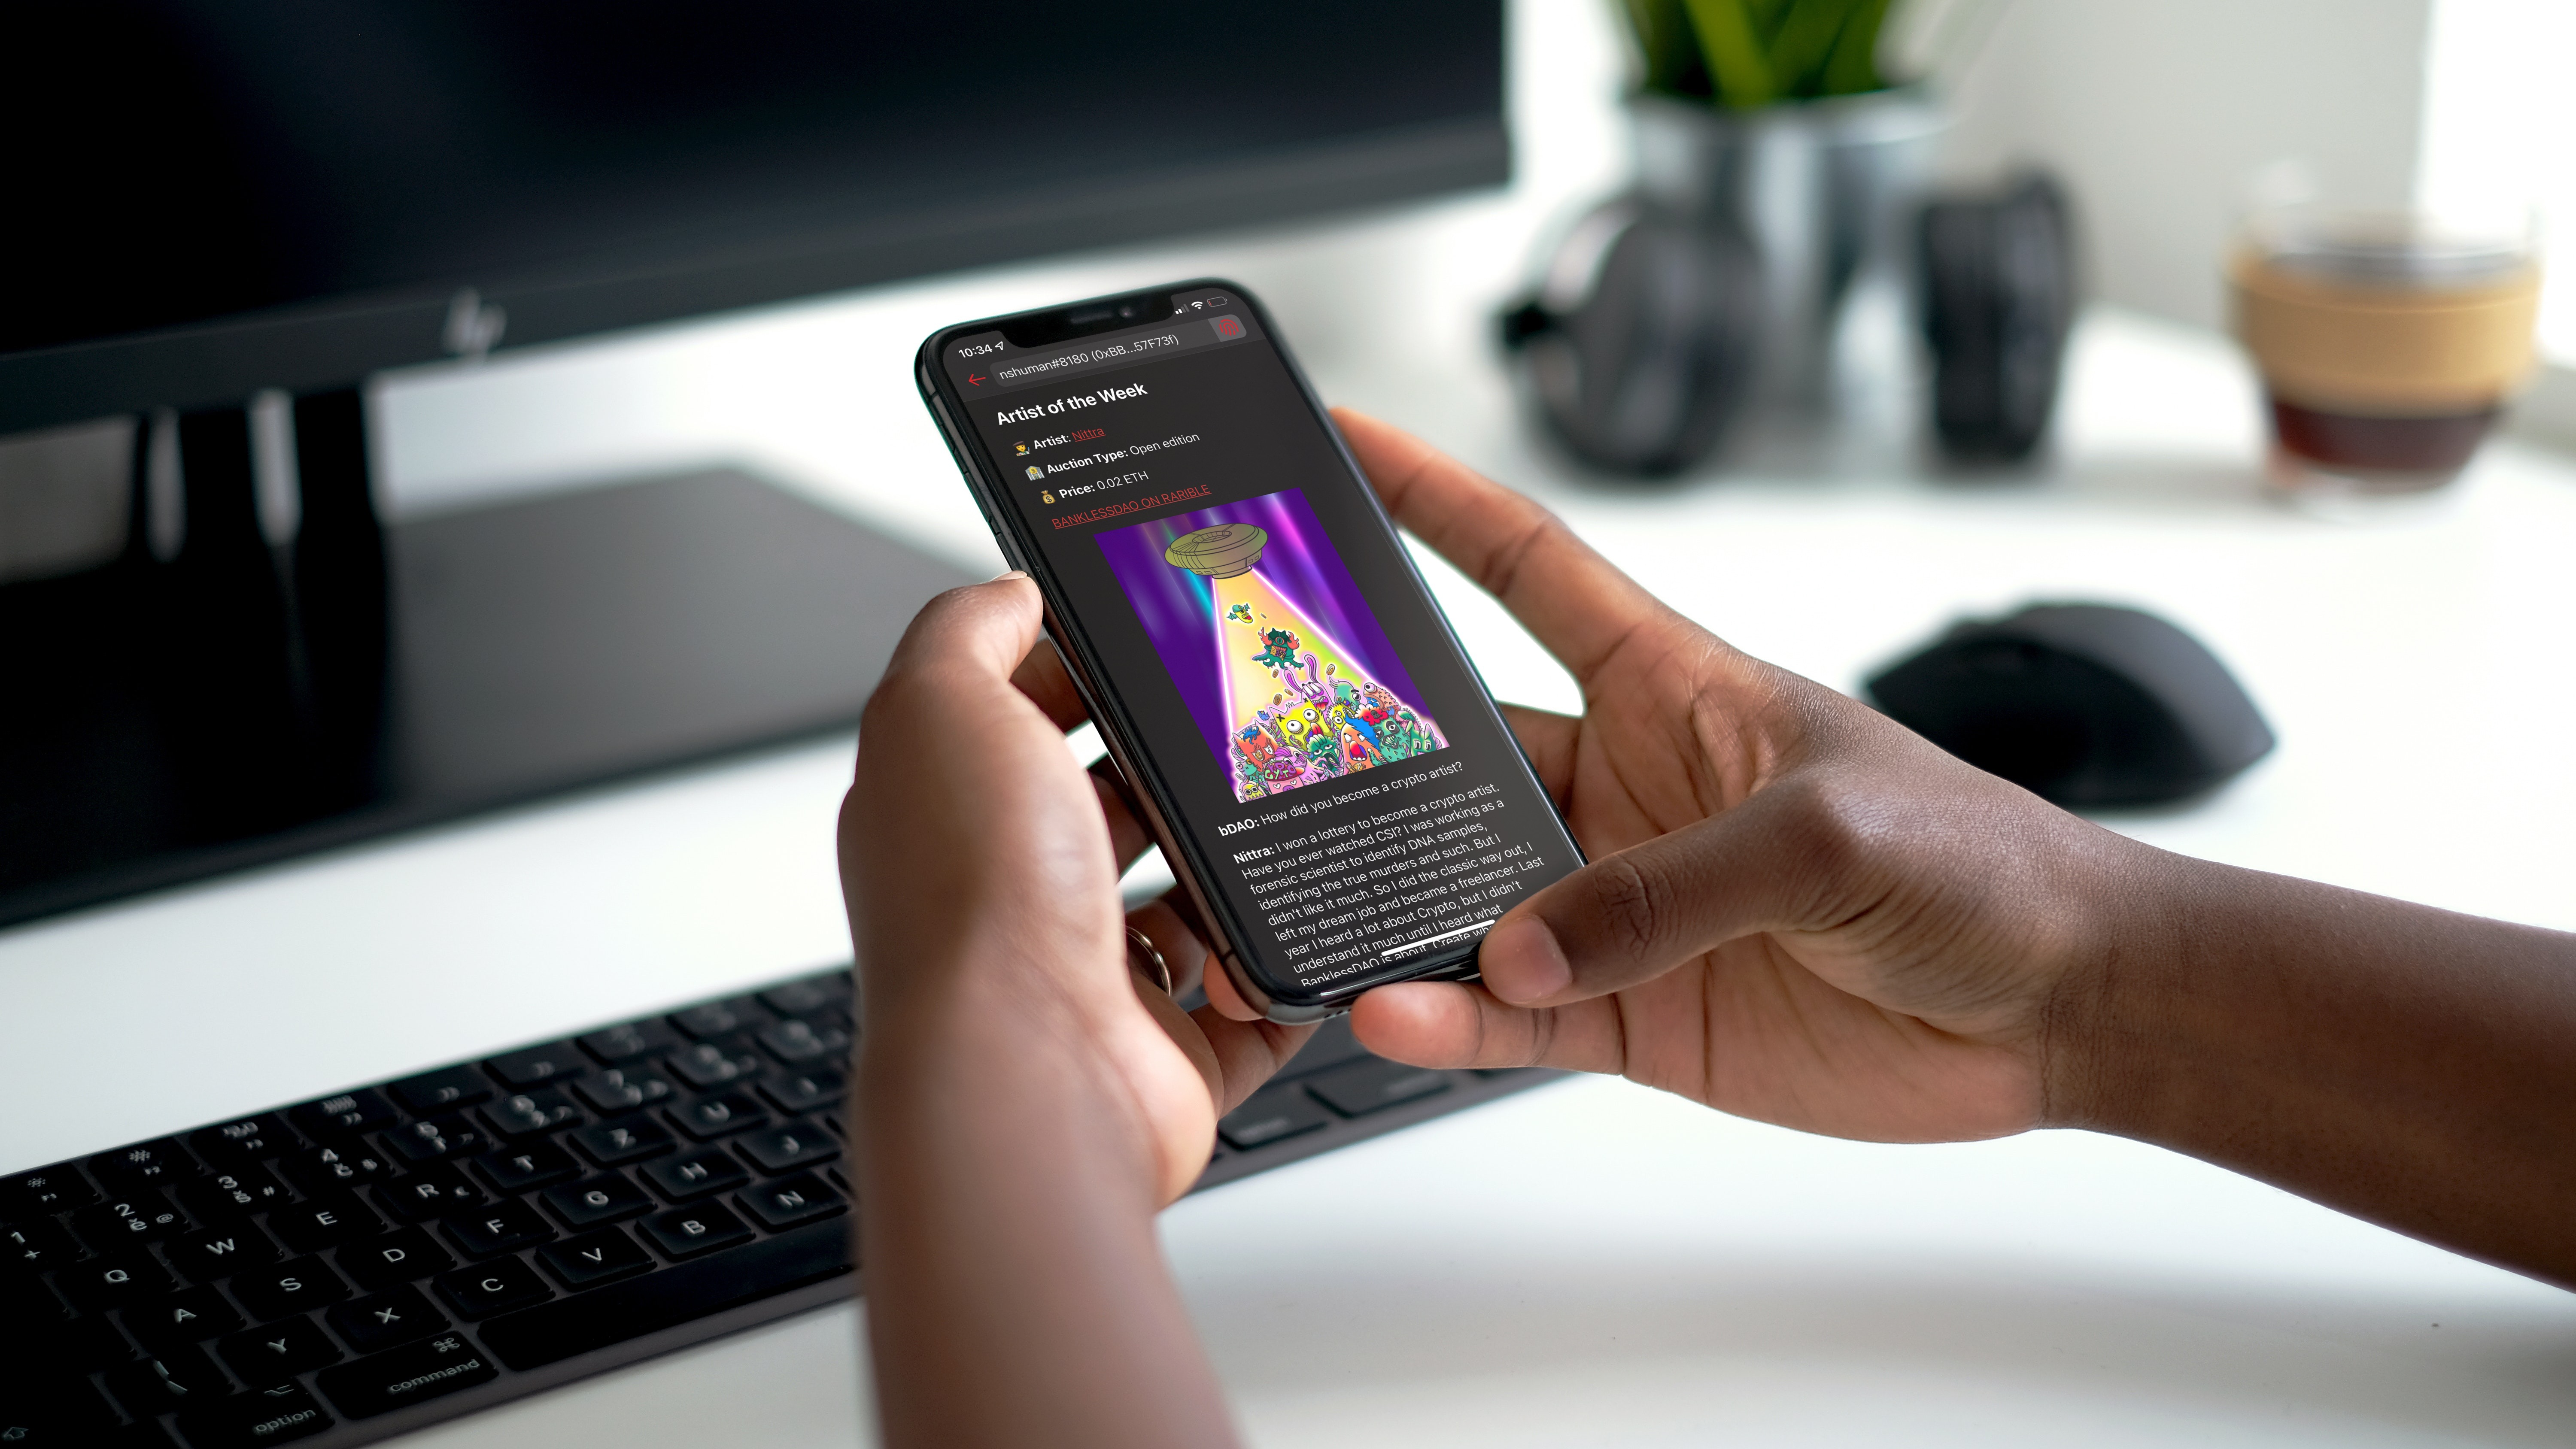 hp
10:34
nshuman#8180 (0xBB...57F73f)
Artist of the Week
Artist: Nittra
Auction Type: Open edition
Price: 0.02 ETH
BANKLESSDAO ON RARIBLE
bDAO: How did you become a crypto artist?
Nittra: I won a lottery to become a crypto artist.
Have you ever watched CSI? I was working as a
forensic scientist to identify DNA samples,
identifying the true murders and such. But I
didn't like it much. So I did the classic way out, I
left my dream job and became a freelancer. Last
year I heard a lot about Crypto, but I didn't
understand it much until I heard what
BanklessDAO is about. Create
F1 F2 F3
1 + 2 ě @ 3 š # 4 č
Q W E R € T Z U I
A S D F G H J
Y X C V B N
option command